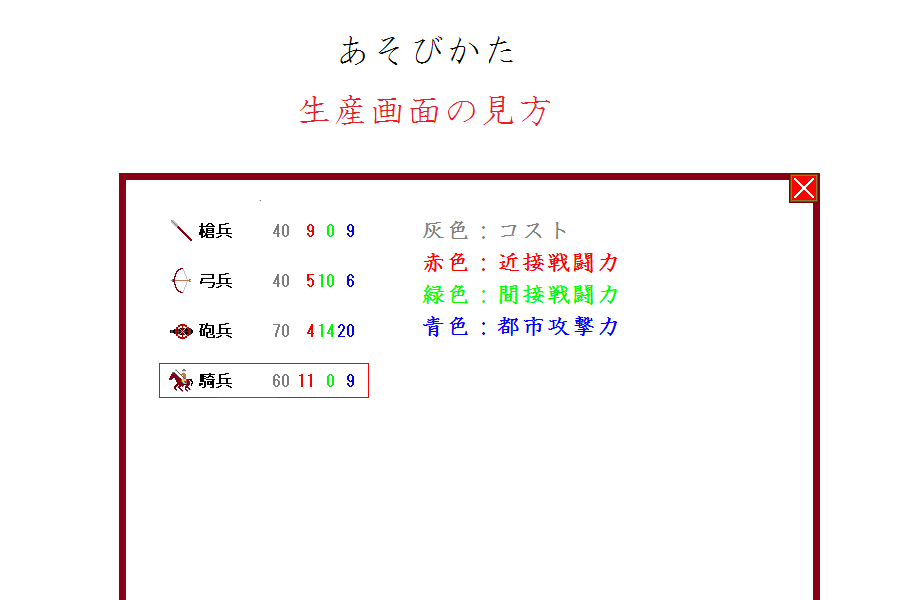 あそびかた
生産画面の見方
槍兵 40 9 0 9
弓兵 40 5 10 6
砲兵 70 4 14 20
騎兵 60 11 0 9
灰色：コスト
赤色：近接戦闘力
緑色：間接戦闘力
青色：都市攻撃力